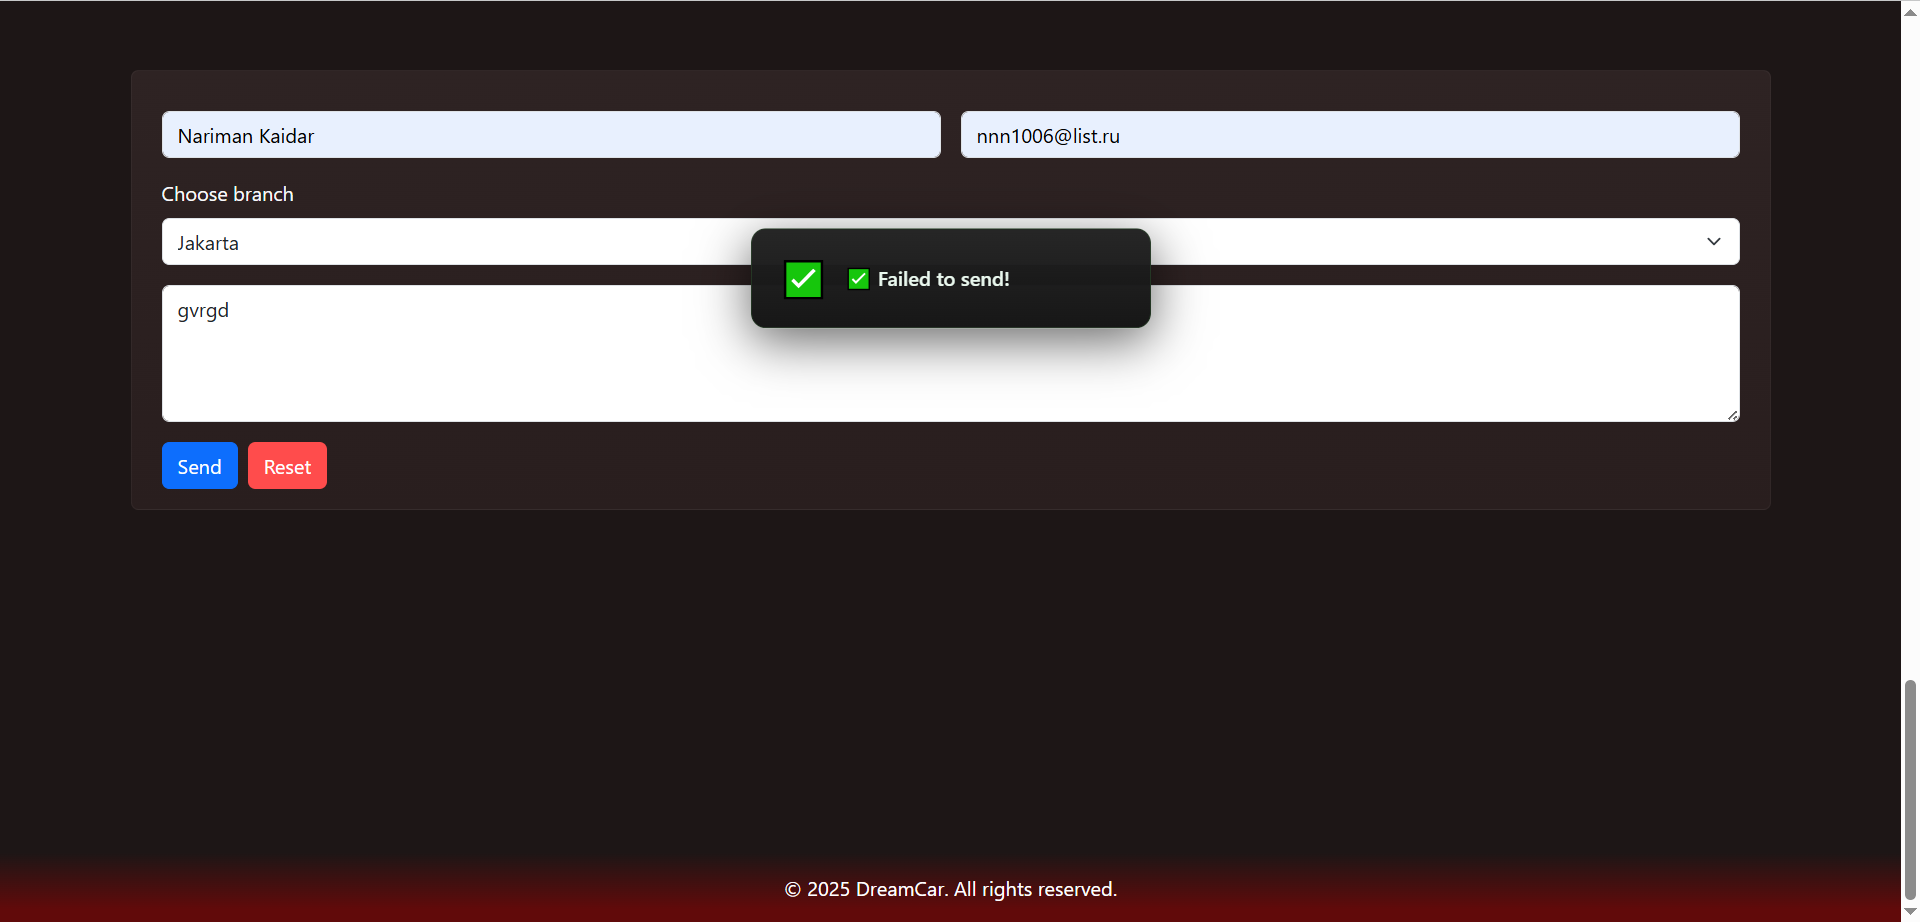 Nariman Kaidar
nnn1006@list.ru
Choose branch
Jakarta
✅ ✅ Failed to send!
gvrgd
Send
Reset
© 2025 DreamCar. All rights reserved.